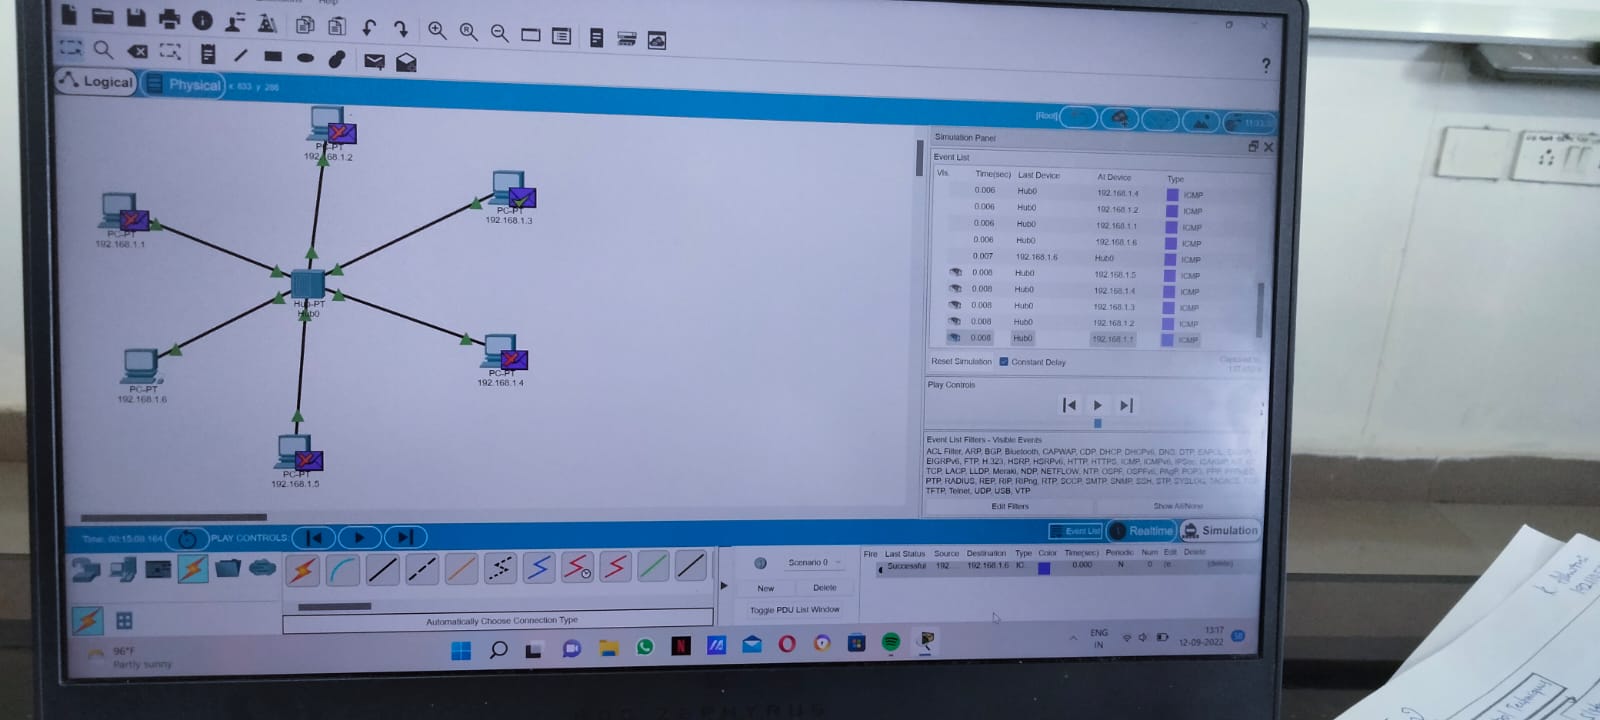 Help
?
Logical
Physical
x: 633 y: 286
[Root]
PC-PT
192.168.1.2
PC-PT
192.168.1.3
PC-PT
192.168.1.1
Hub-PT
Hub0
PC-PT
192.168.1.4
PC-PT
192.168.1.6
PC-PT
192.168.1.5
Simulation Panel
Event List
Vis. Time(sec) Last Device At Device Type
0.006 Hub0 192.168.1.4 ICMP
0.006 Hub0 192.168.1.2 ICMP
0.006 Hub0 192.168.1.1 ICMP
0.006 Hub0 192.168.1.6 ICMP
0.007 192.168.1.6 Hub0 ICMP
0.008 Hub0 192.168.1.5 ICMP
0.008 Hub0 192.168.1.4 ICMP
0.008 Hub0 192.168.1.3 ICMP
0.008 Hub0 192.168.1.2 ICMP
0.008 Hub0 192.168.1.1 ICMP
Reset Simulation Constant Delay
Play Controls
Event List Filters - Visible Events
ACL Filter, ARP, BGP, Bluetooth, CAPWAP, CDP, DHCP, DHCPv6, DNS, DTP,
EIGRPv6, FTP, H.323, HSRP, HSRPv6, HTTP, HTTPS, ICMP, ICMPv6, IPSec,
TCP, LACP, LLDP, Meraki, NDP, NETFLOW, NTP, OSPF, OSPFv6, PAgP, POP3,
PTP, RADIUS, REP, RIP, RIPng, RTP, SCCP, SMTP, SNMP, SSH, STP, SYSLOG,
TFTP, Telnet, UDP, USB, VTP
Edit Filters Show All/None
Time: 00:15:09.164 PLAY CONTROLS:
Event List Realtime Simulation
Scenario 0
New Delete
Toggle PDU List Window
Fire Last Status Source Destination Type Color Time(sec) Periodic Num Edit Delete
Successful 192... 192.168.1.6 IC 0.000 N 0 (e (delete)
Automatically Choose Connection Type
96°F
Partly sunny
ENG
IN
13:17
12-09-2022